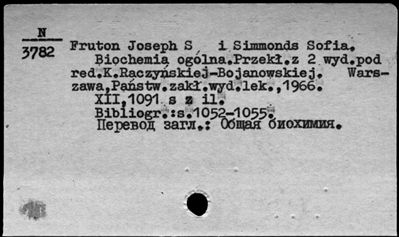 N
3782
Fruton Joseph S i Simmonds Sofia.
Biochemia ogólna.Przekł.z 2 wyd.pod
red.K.Raczyńskiej-Bojanowskiej. Wars-
zawa,Państw.zakł.wyd.lek.,1966.
XII,1091 s z il.
Bibliogr.:s.1052-1055.
Перевод загл.: Общая биохимия.